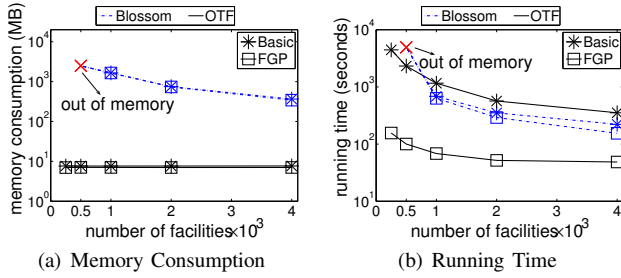 Blossom OTF
Basic
FGP
out of memory
memory consumption (MB)
10^4
10^3
10^2
10^1
10^0
0 0.5 1 2 3 4
number of facilities ×10^3
(a) Memory Consumption
Blossom OTF
Basic
FGP
out of memory
running time (seconds)
10^4
10^3
10^2
10^1
0 0.5 1 2 3 4
number of facilities ×10^3
(b) Running Time